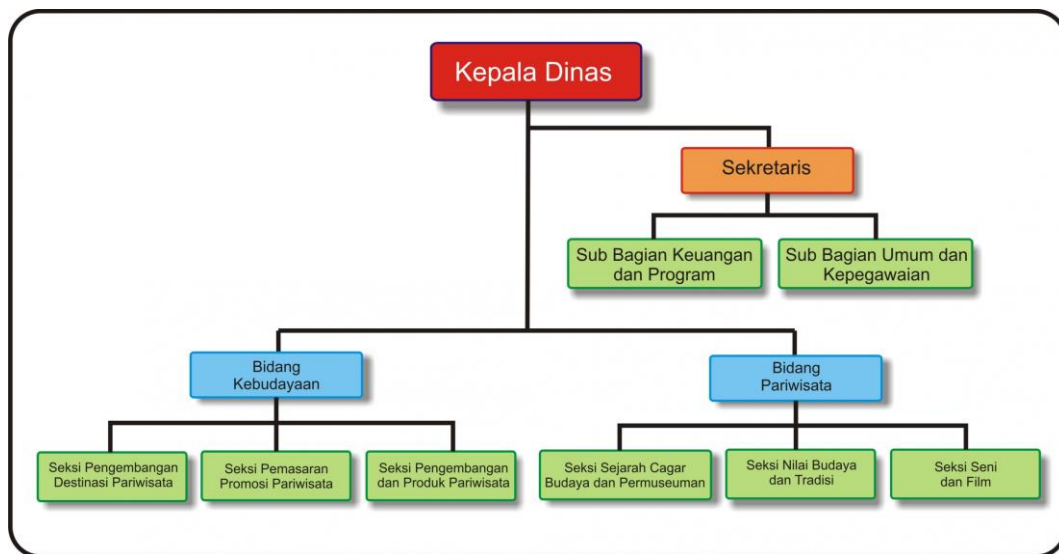 Kepala Dinas
Sekretaris
Sub Bagian Keuangan
dan Program
Sub Bagian Umum dan
Kepegawaian
Bidang
Kebudayaan
Bidang
Pariwisata
Seksi Pengembangan
Destinasi Pariwisata
Seksi Pemasaran
Promosi Pariwisata
Seksi Pengembangan
dan Produk Pariwisata
Seksi Sejarah Cagar
Budaya dan Permuseuman
Seksi Nilai Budaya
dan Tradisi
Seksi Seni
dan Film